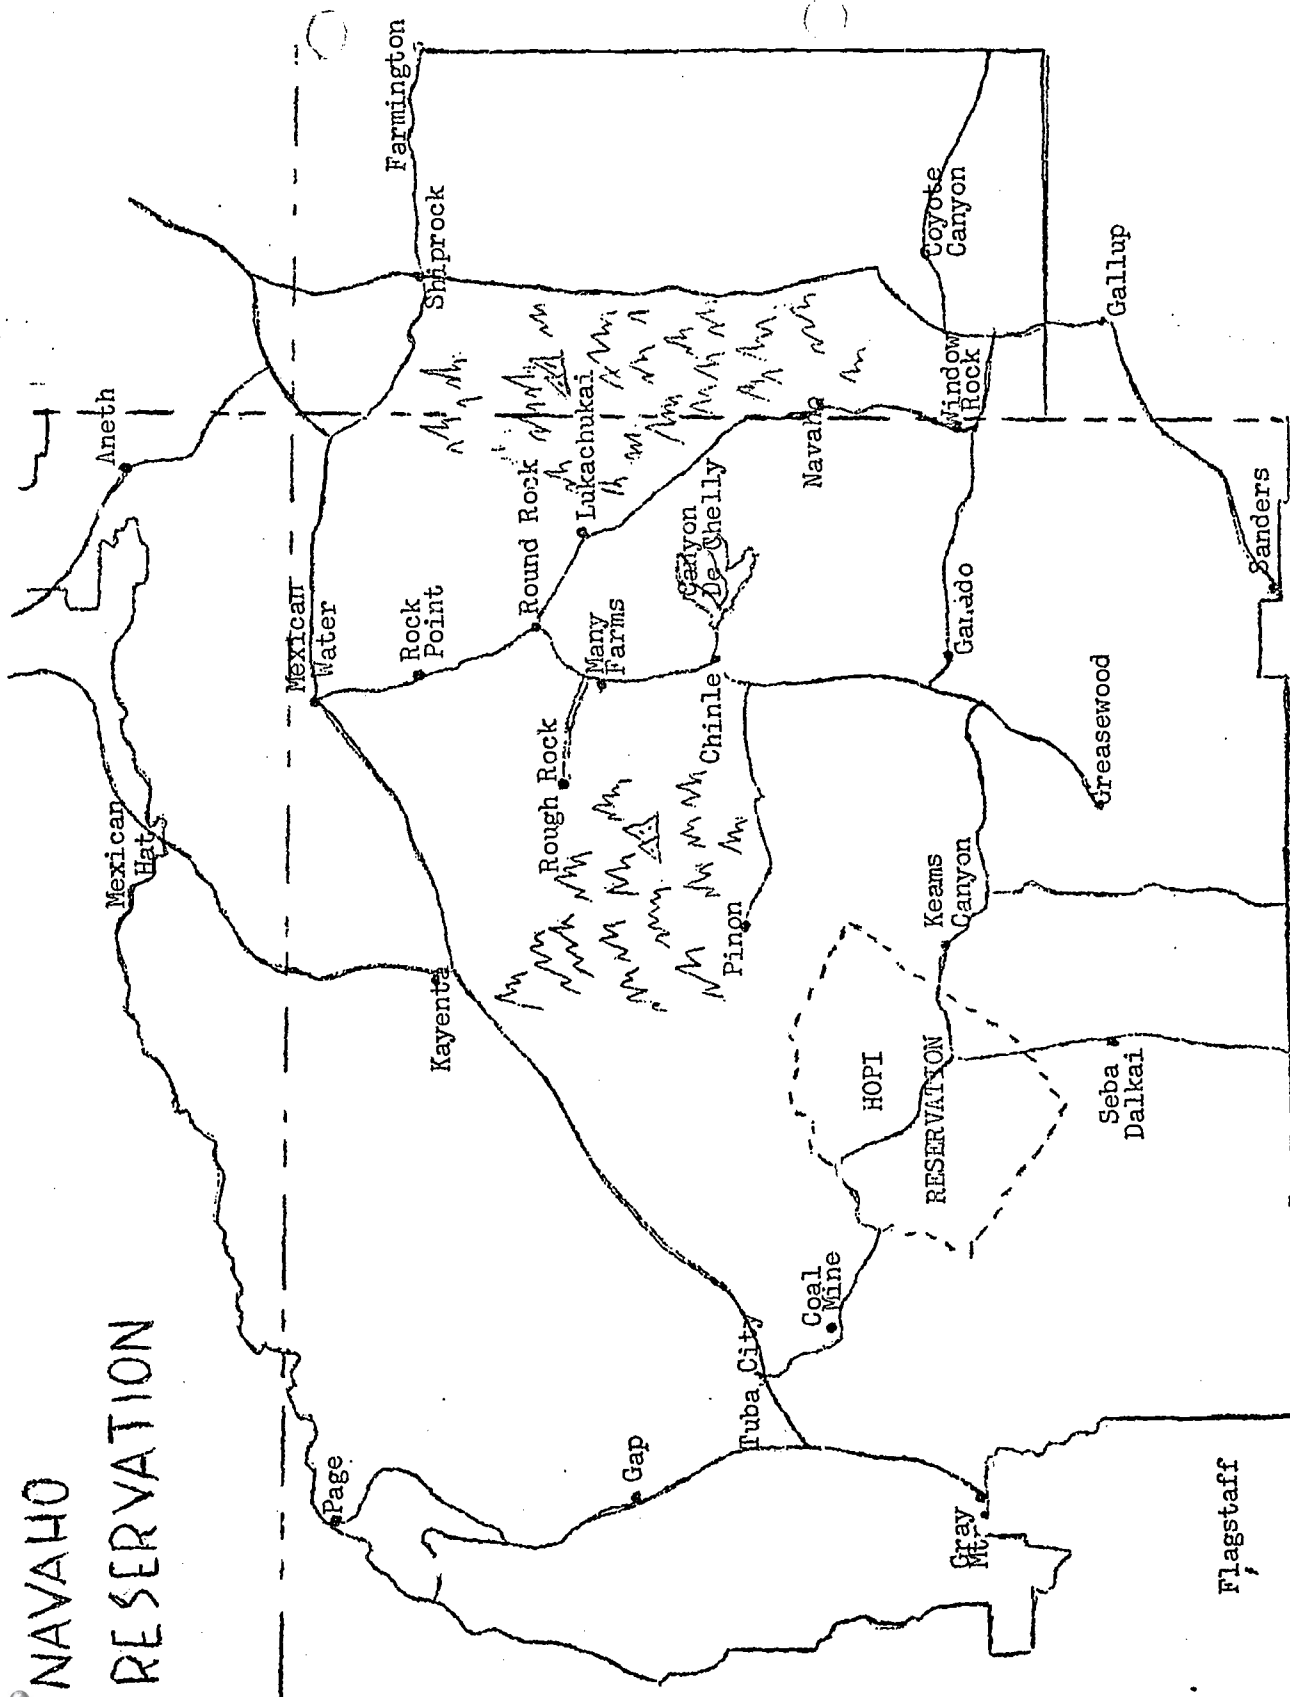 NAVAHO
RESERVATION
Aneth
Mexican
Hat
Farmington
Shiprock
Mexican
Water
Page
Rock
Point
Kayenta
Round Rock
Lukachukai
Rough Rock
Many
Farms
Gap
Canyon
De Chelly
Chinle
Pinon
Navaho
Tuba City
Coal
Mine
HOPI
RESERVATION
Coyote
Canyon
Window
Rock
Ganado
Keams
Canyon
Gray
Mt.
Gallup
Greasewood
Seba
Dalkai
Sanders
Flagstaff